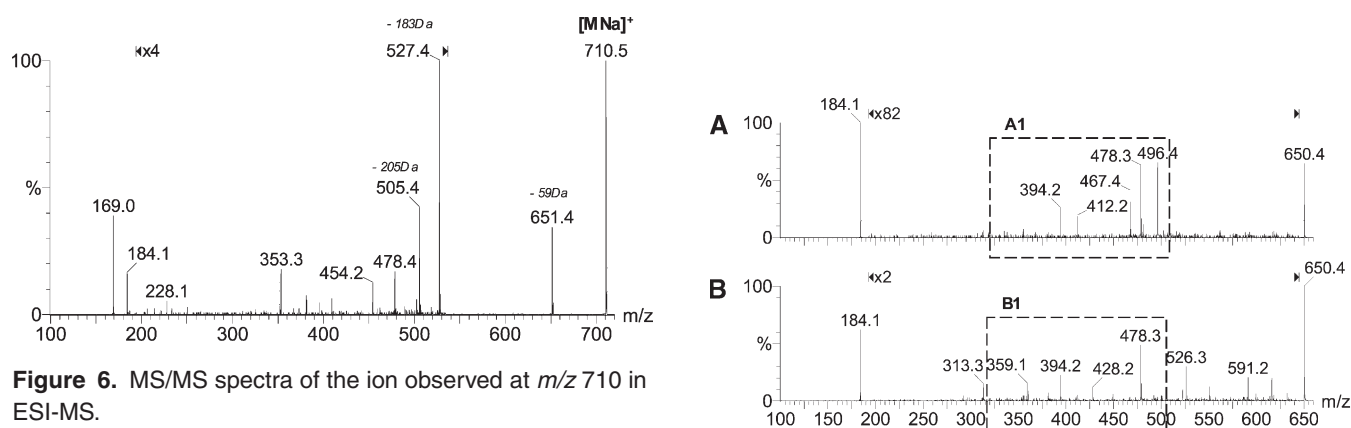 - 183Da
[MNa]+
◀x4
527.4
710.5
100
- 205Da
505.4
- 59Da
651.4
%
169.0
184.1
353.3
454.2
478.4
228.1
0
100 200 300 400 500 600 700 m/z
Figure 6. MS/MS spectra of the ion observed at m/z 710 in
ESI-MS.
A
184.1
x82
100
A1
478.3 496.4
650.4
467.4
394.2
412.2
%
0
B
x2
650.4
100
184.1
B1
478.3
%
313.3 359.1 394.2 428.2 526.3 591.2
0
100 150 200 250 300 350 400 450 500 550 600 650 m/z